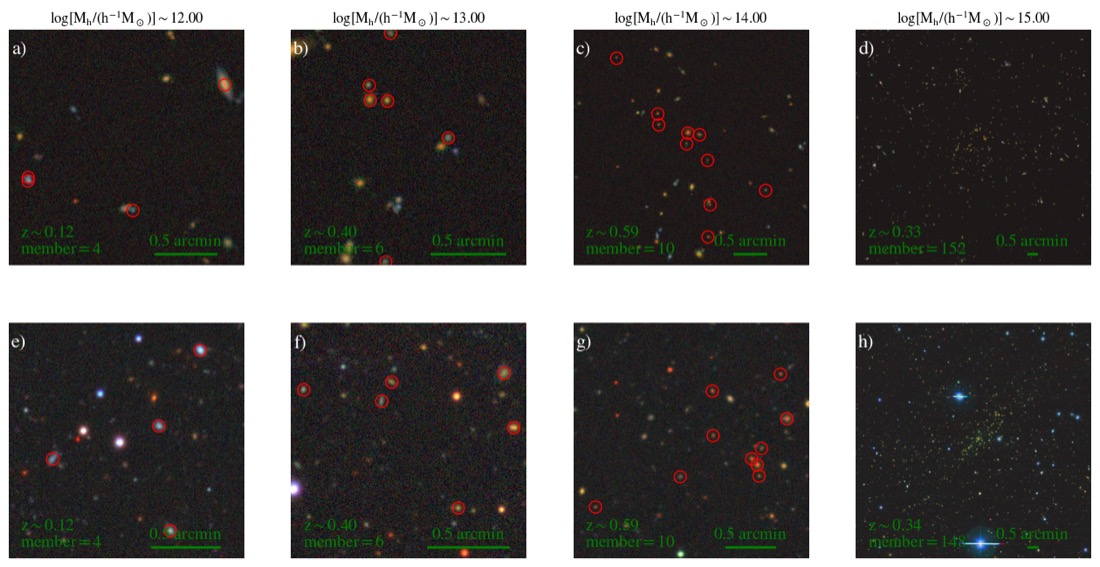 log[Mₕ/(h⁻¹M⊙)] ∼ 12.00
log[Mₕ/(h⁻¹M⊙)] ∼ 13.00
log[Mₕ/(h⁻¹M⊙)] ∼ 14.00
log[Mₕ/(h⁻¹M⊙)] ∼ 15.00
a)
z ∼ 0.12
member = 4
0.5 arcmin
b)
z ∼ 0.40
member = 6
0.5 arcmin
c)
z ∼ 0.59
member = 10
0.5 arcmin
d)
z ∼ 0.33
member = 152
0.5 arcmin
e)
z ∼ 0.12
member = 4
0.5 arcmin
f)
z ∼ 0.40
member = 6
0.5 arcmin
g)
z ∼ 0.59
member = 10
0.5 arcmin
h)
z ∼ 0.34
member = 148
0.5 arcmin